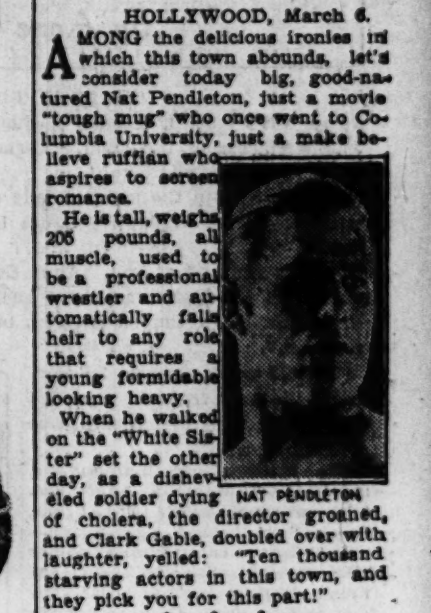 HOLLYWOOD, March 6.
AMONG the delicious ironies in
which this town abounds, let's
consider today big, good-na-
tured Nat Pendleton, just a movie
"tough mug" who once went to Co-
lumbia University, just a make be-
lieve ruffian who
aspires to screen
romance.
He is tall, weighs
205 pounds, all
muscle, used to
be a professional
wrestler and au-
tomatically falls
heir to any role
that requires a
young formidable
looking heavy.
When he walked
on the "White Sis-
ter" set the other
day, as a dishev-
eled soldier dying
NAT PENDLETON
of cholera, the director groaned,
and Clark Gable, doubled over with
laughter, yelled: "Ten thousand
starving actors in this town, and
they pick you for this part!"